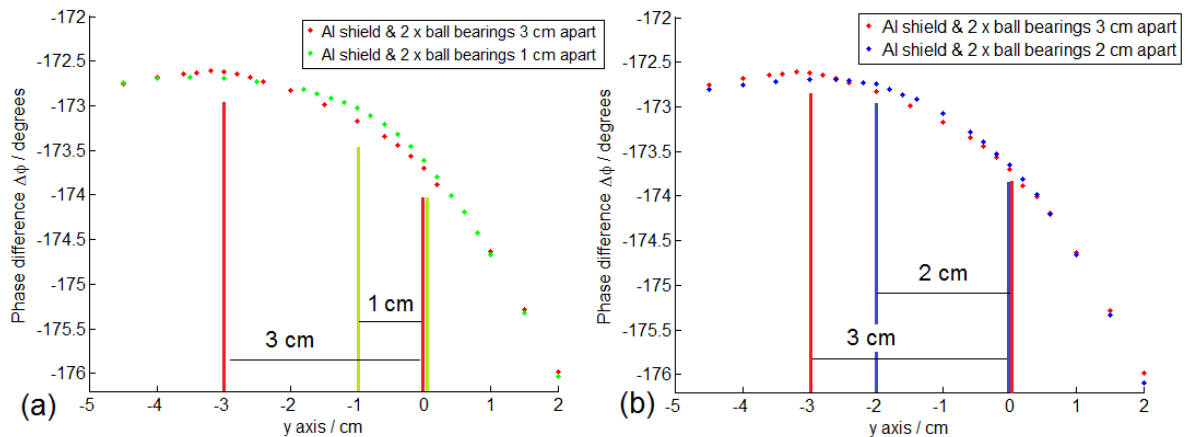 -172
-172.5
-173
-173.5
-174
-174.5
-175
-175.5
-176
Phase difference Δϕ / degrees
Al shield & 2 x ball bearings 3 cm apart
Al shield & 2 x ball bearings 1 cm apart
1 cm
3 cm
(a)
-5 -4 -3 -2 -1 0 1 2
y axis / cm
-172
-172.5
-173
-173.5
-174
-174.5
-175
-175.5
-176
Phase difference Δϕ / degrees
Al shield & 2 x ball bearings 3 cm apart
Al shield & 2 x ball bearings 2 cm apart
2 cm
3 cm
(b)
-5 -4 -3 -2 -1 0 1 2
y axis / cm